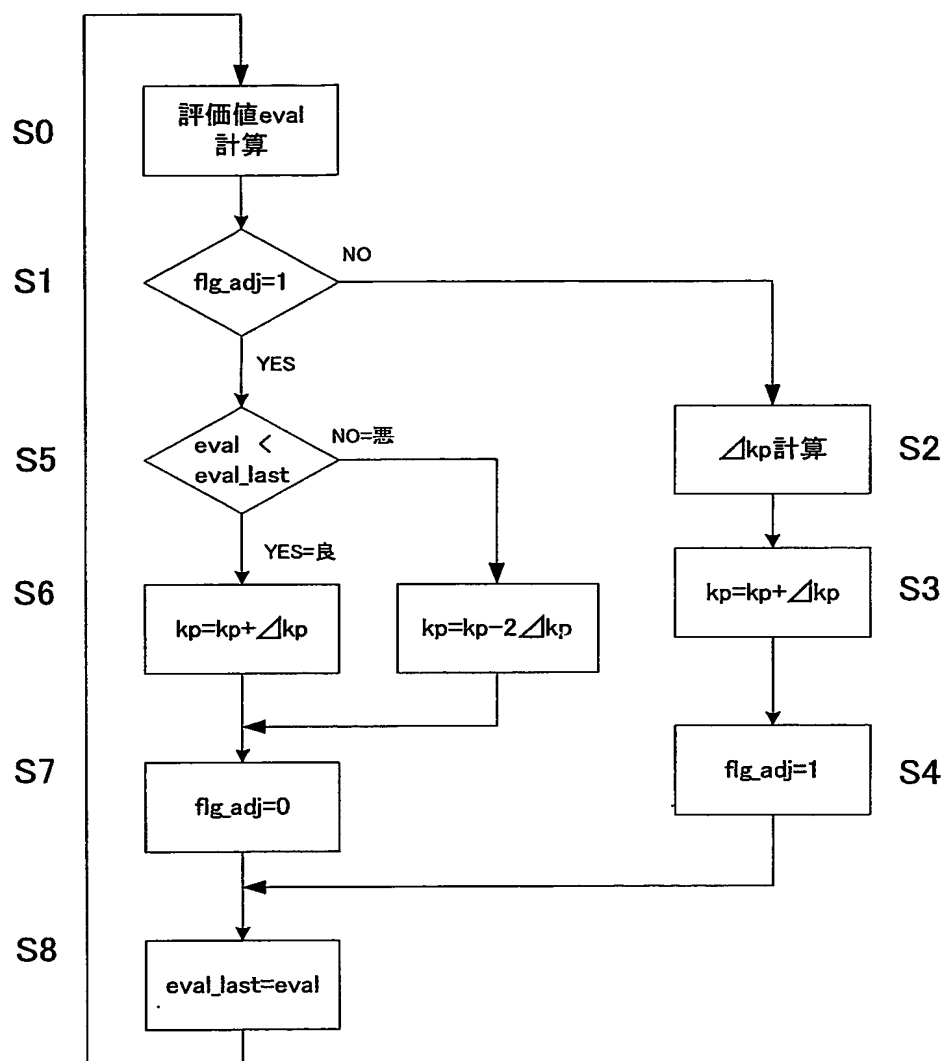 S0
評価値eval
計算
S1
flg_adj=1
NO
YES
S5
eval <
eval_last
NO=悪
YES=良
⊿kp計算
S2
S6
kp=kp+⊿kp
kp=kp-2⊿kp
kp=kp+⊿kp
S3
S7
flg_adj=0
flg_adj=1
S4
S8
eval_last=eval